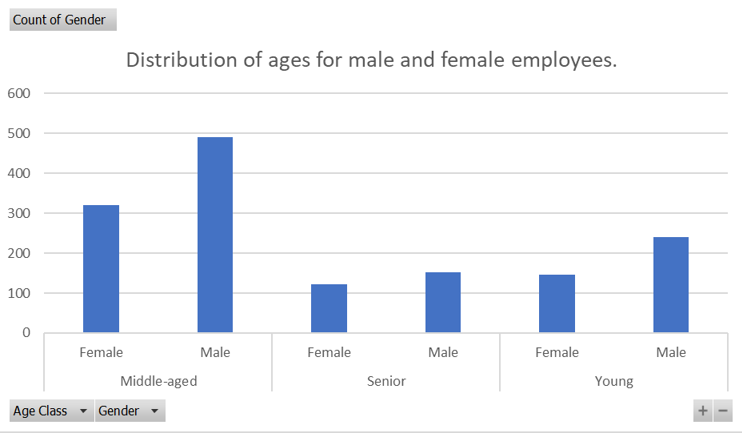 Count of Gender
Distribution of ages for male and female employees.
600
500
400
300
200
100
0
Female Male Female Male Female Male
Middle-aged Senior Young
Age Class Gender